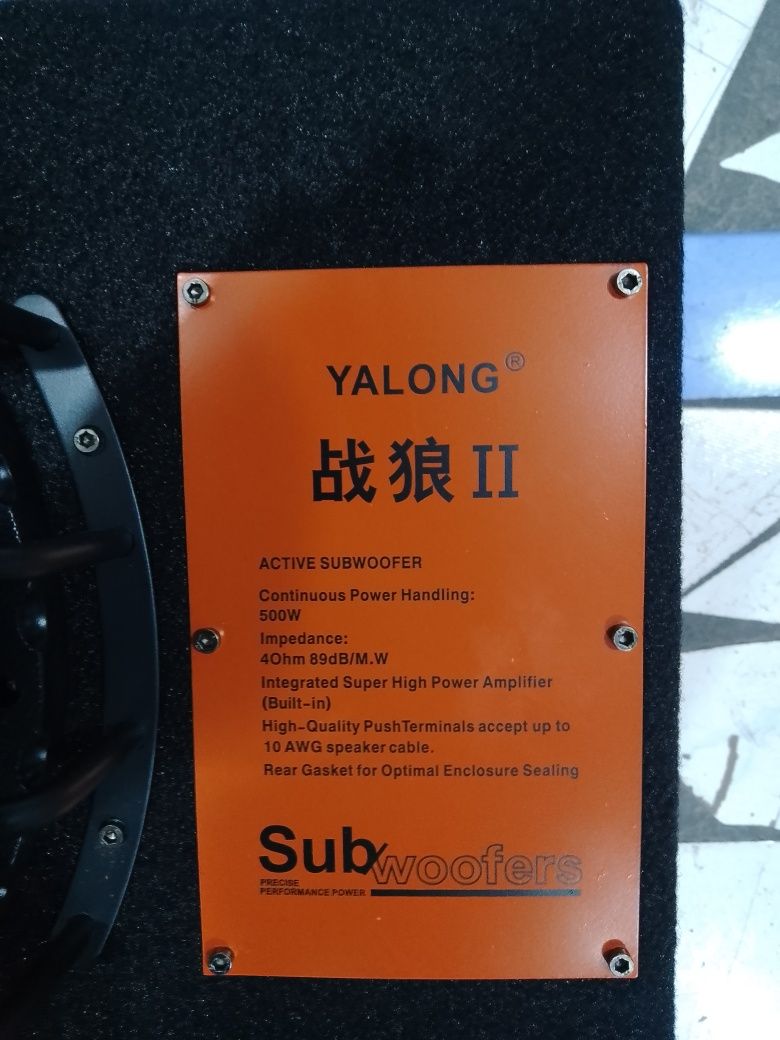 YALONG®
战狼II
ACTIVE SUBWOOFER
Continuous Power Handling:
500W
Impedance:
4Ohm 89dB/M.W
Integrated Super High Power Amplifier
(Built-in)
High-Quality PushTerminals accept up to
10 AWG speaker cable.
Rear Gasket for Optimal Enclosure Sealing
Subwoofers
PRECISE
PERFORMANCE POWER